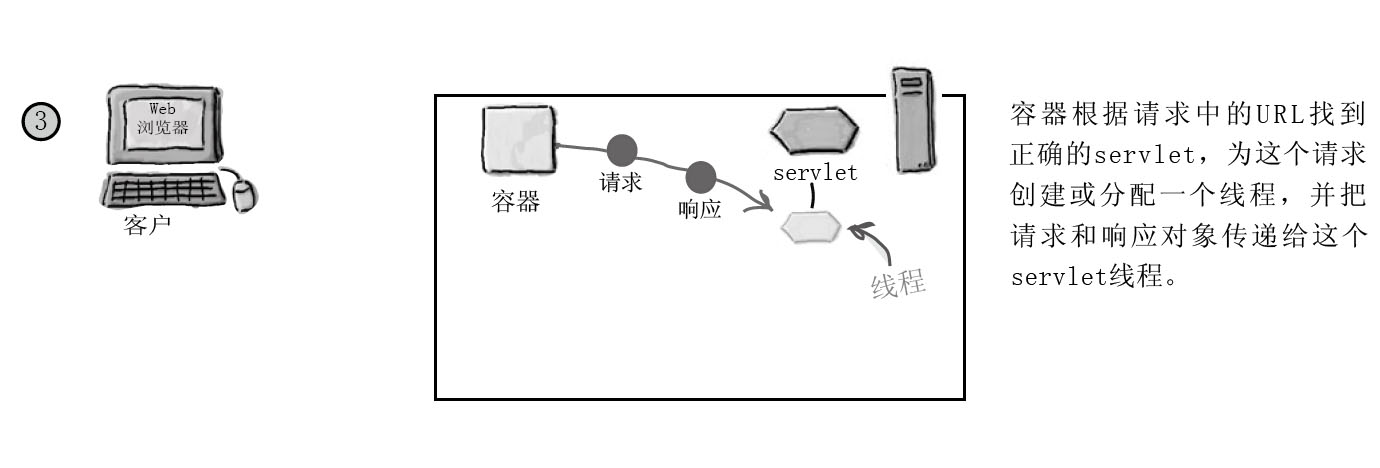 3
Web
浏览器
客户
容器
请求
响应
servlet
线程
容器根据请求中的URL找到
正确的servlet，为这个请求
创建或分配一个线程，并把
请求和响应对象传递给这个
servlet线程。